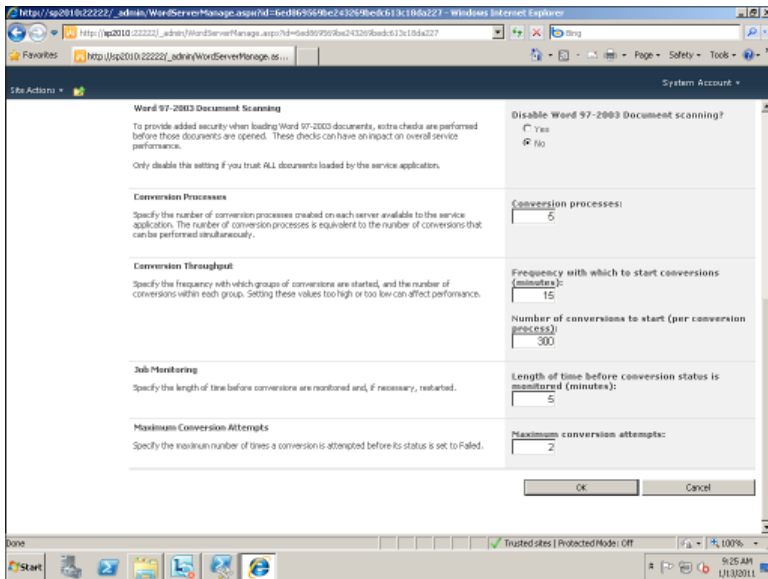 http://sp2010:22222/_admin/WordServerManage.aspx?id=6ed869569be243269bedc613c10da227 - Windows Internet Explorer
http://sp2010:22222/_admin/WordServerManage.aspx?id=6ed869569be243269bedc613c10da227
Bing
Favorites
http://sp2010:22222/_admin/WordServerManage.as...
Page
Safety
Tools
Site Actions
System Account
Word 97-2003 Document Scanning
To provide added security when loading Word 97-2003 documents, extra checks are performed
before those documents are opened. These checks can have an impact on overall service
performance.
Only disable this setting if you trust ALL documents loaded by the service application.
Disable Word 97-2003 Document scanning?
Yes
No
Conversion Processes
Specify the number of conversion processes created on each server available to the service
application. The number of conversion processes is equivalent to the number of conversions that
can be performed simultaneously.
Conversion processes:
5
Conversion Throughput
Specify the frequency with which groups of conversions are started, and the number of
conversions within each group. Setting these values too high or too low can affect performance.
Frequency with which to start conversions
(minutes):
15
Number of conversions to start (per conversion
process):
300
Job Monitoring
Specify the length of time before conversions are monitored and, if necessary, restarted.
Length of time before conversion status is
monitored (minutes):
5
Maximum Conversion Attempts
Specify the maximum number of times a conversion is attempted before its status is set to Failed.
Maximum conversion attempts:
2
OK
Cancel
Done
Trusted sites | Protected Mode: Off
100%
Start
9:25 AM
1/13/2011